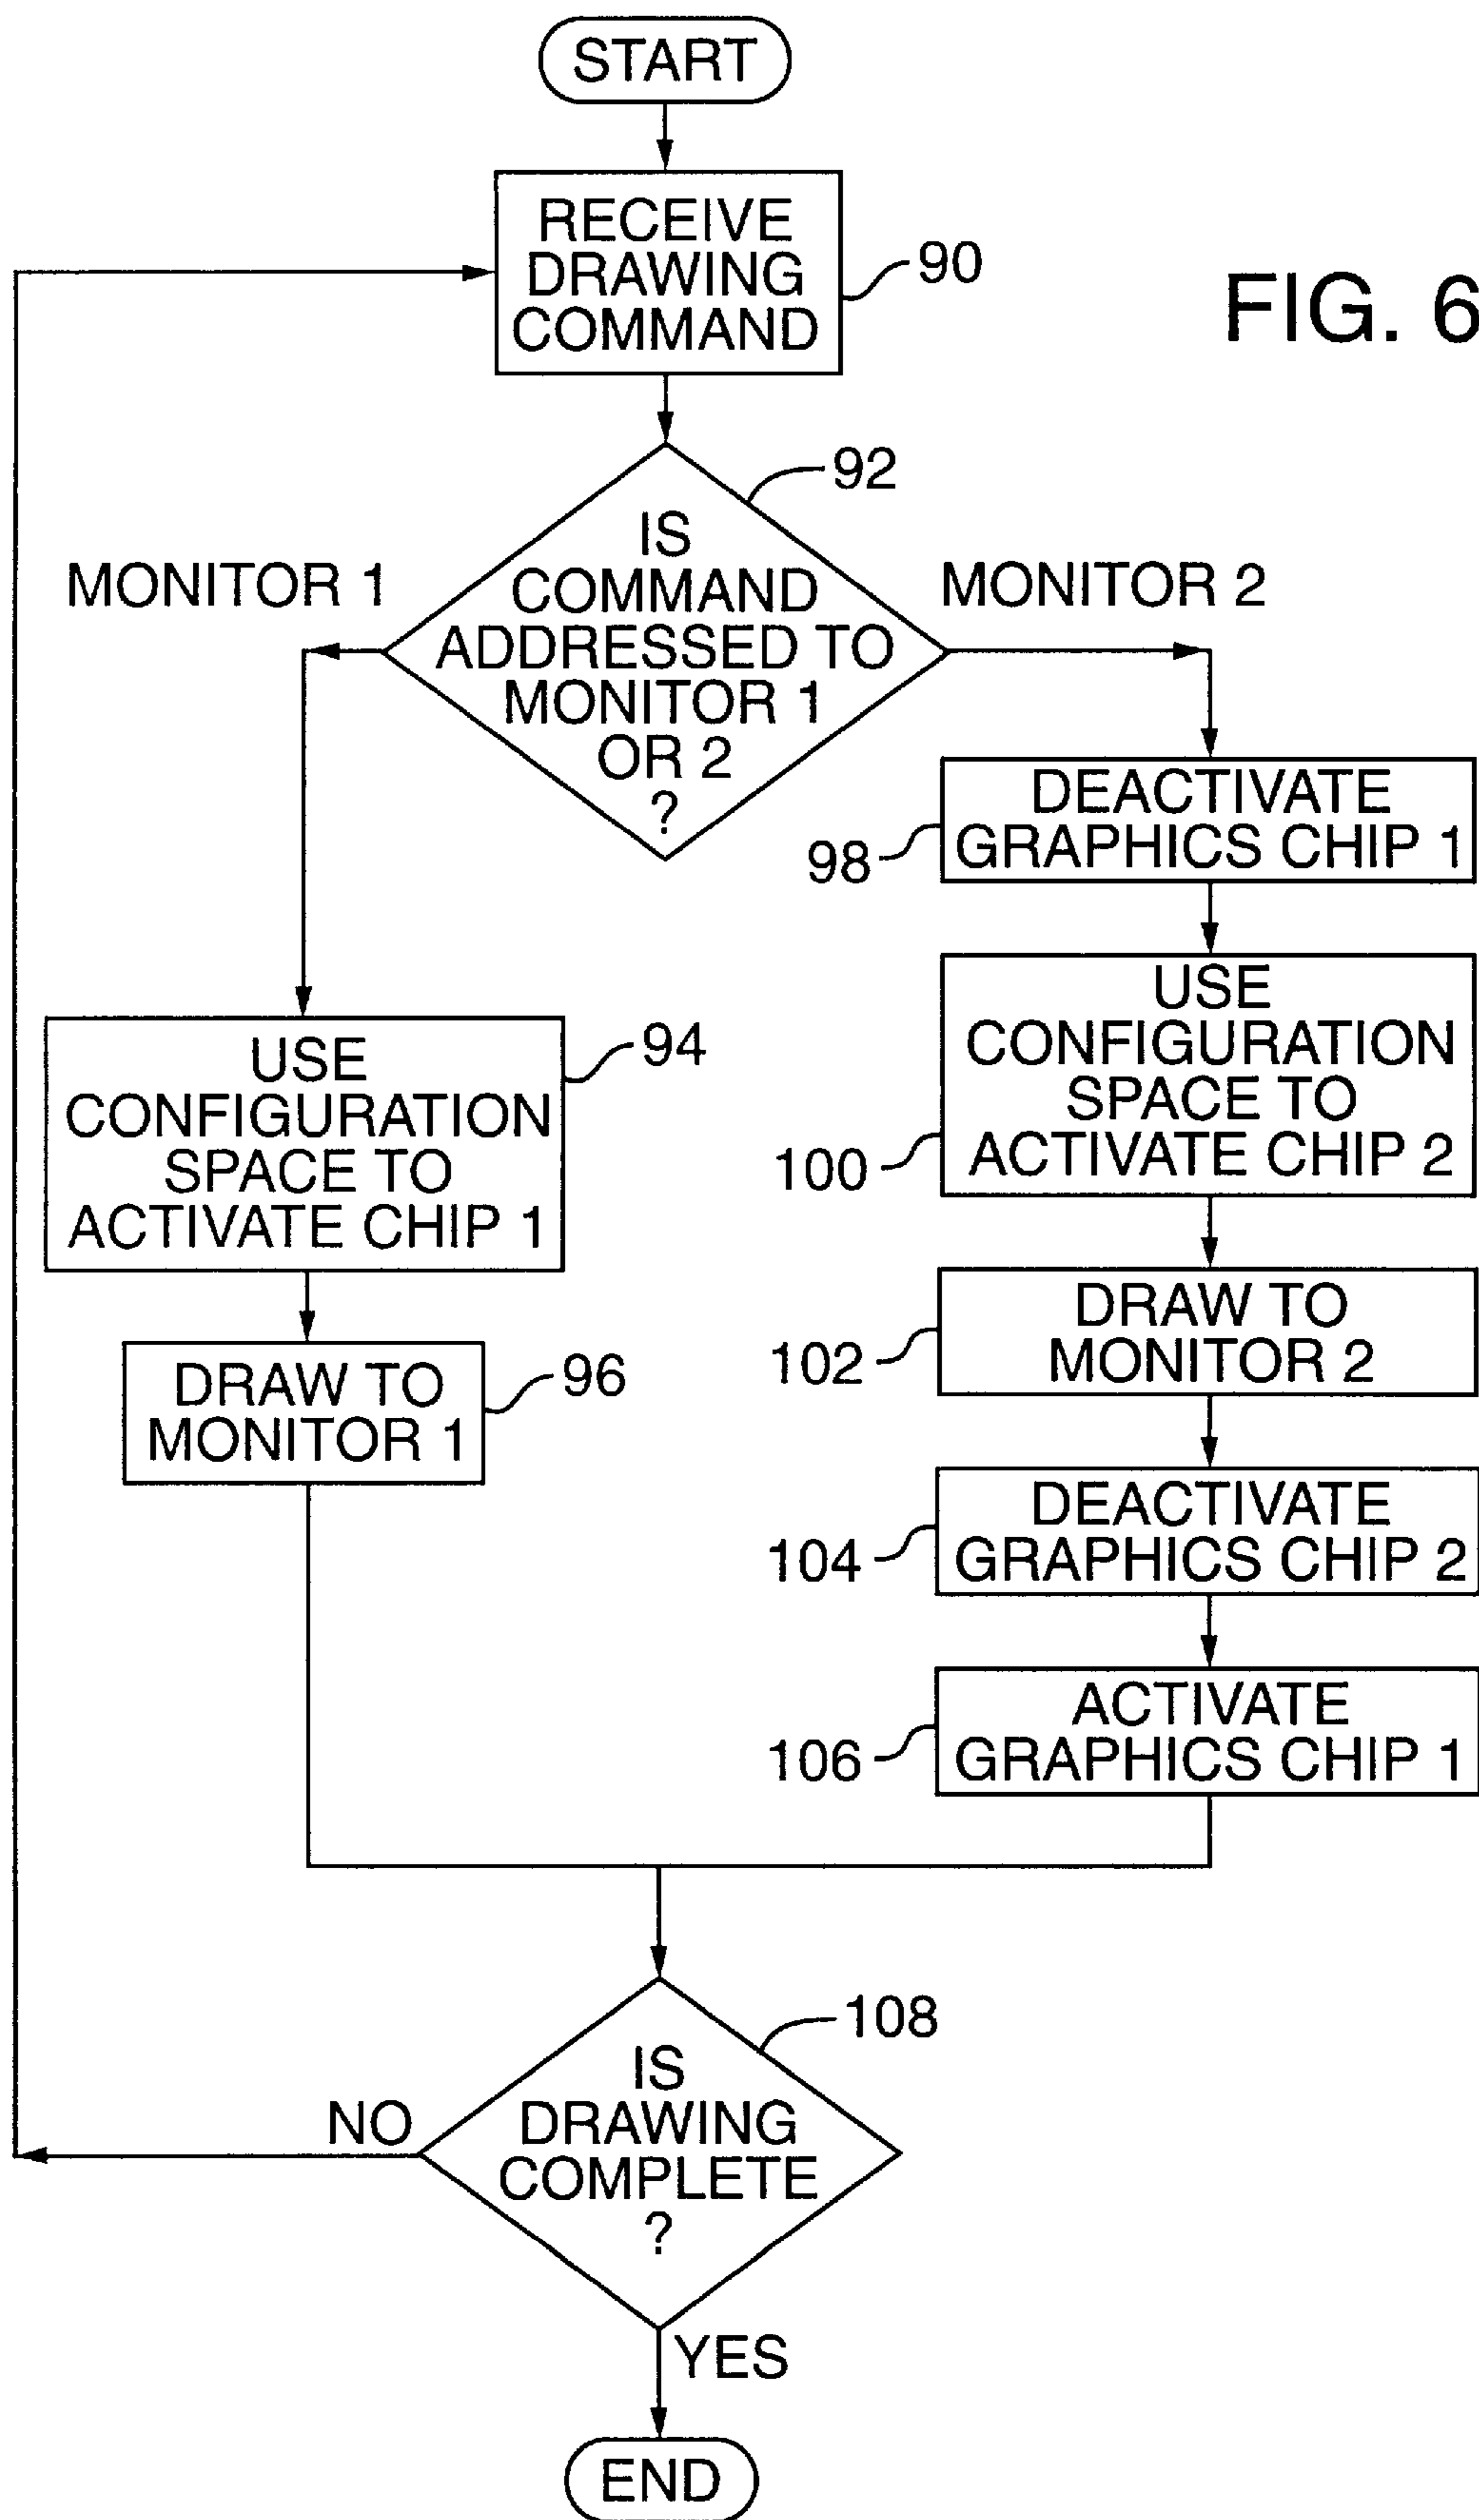 START
RECEIVE
DRAWING
COMMAND
90
FIG. 6
92
IS
COMMAND
ADDRESSED TO
MONITOR 1
OR 2
?
MONITOR 1
MONITOR 2
DEACTIVATE
GRAPHICS CHIP 1
98
USE
CONFIGURATION
SPACE TO
ACTIVATE CHIP 2
100
USE
CONFIGURATION
SPACE TO
ACTIVATE CHIP 1
94
DRAW TO
MONITOR 1
96
DRAW TO
MONITOR 2
102
DEACTIVATE
GRAPHICS CHIP 2
104
ACTIVATE
GRAPHICS CHIP 1
106
108
IS
DRAWING
COMPLETE
?
NO
YES
END